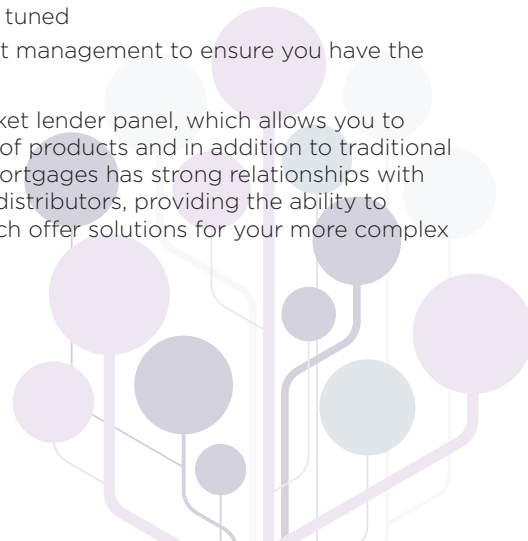 tuned
t management to ensure you have the
ket lender panel, which allows you to
of products and in addition to traditional
ortgages has strong relationships with
distributors, providing the ability to
ch offer solutions for your more complex